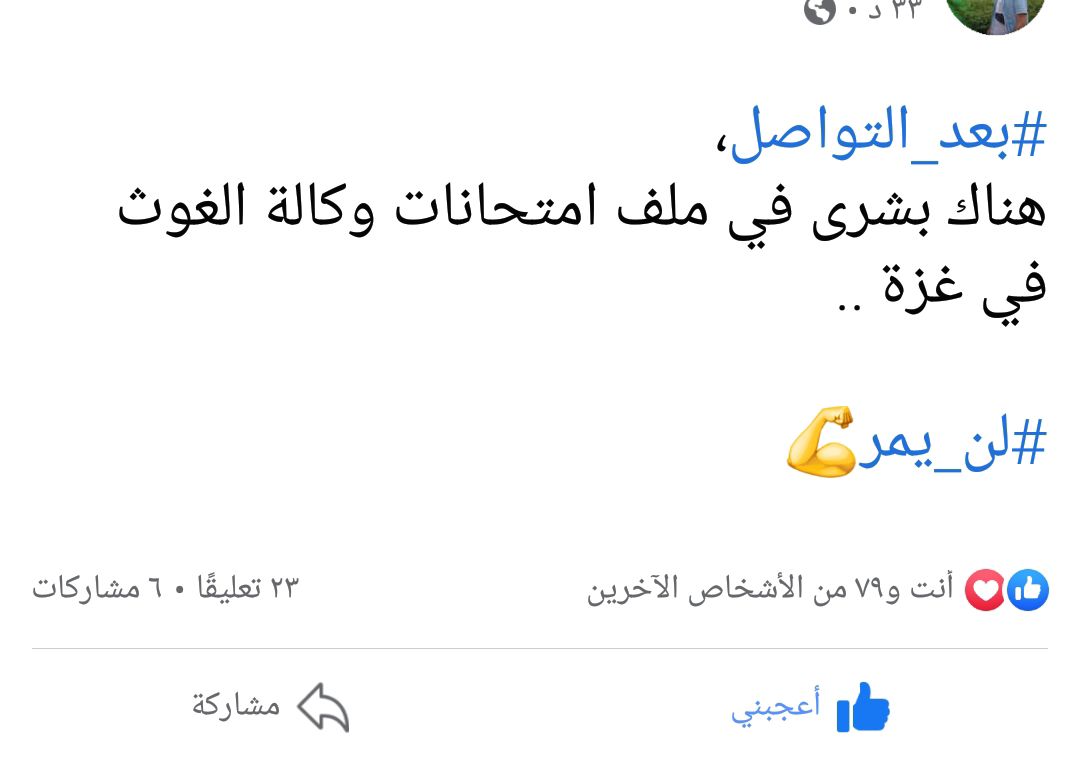 ٣٣ د •
#بعد_التواصل،
هناك بشرى في ملف امتحانات وكالة الغوث
في غزة ..
#لن_يمر💪
أنت و٧٩ من الأشخاص الآخرين
٢٣ تعليقًا • ٦ مشاركات
أعجبني
مشاركة